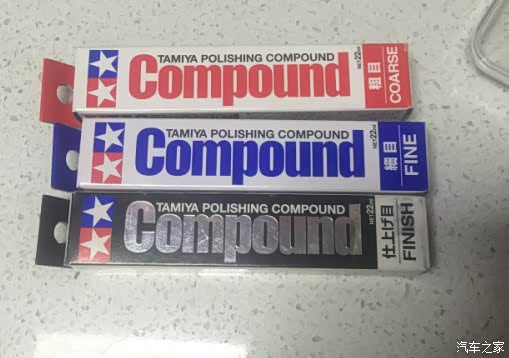 TAMIYA POLISHING COMPOUND
Compound
NET22ml
粗目
COARSE
TAMIYA POLISHING COMPOUND
Compound
NET22ml
細目
FINE
TAMIYA POLISHING COMPOUND
Compound
NET22ml
仕上げ目
FINISH
汽车之家